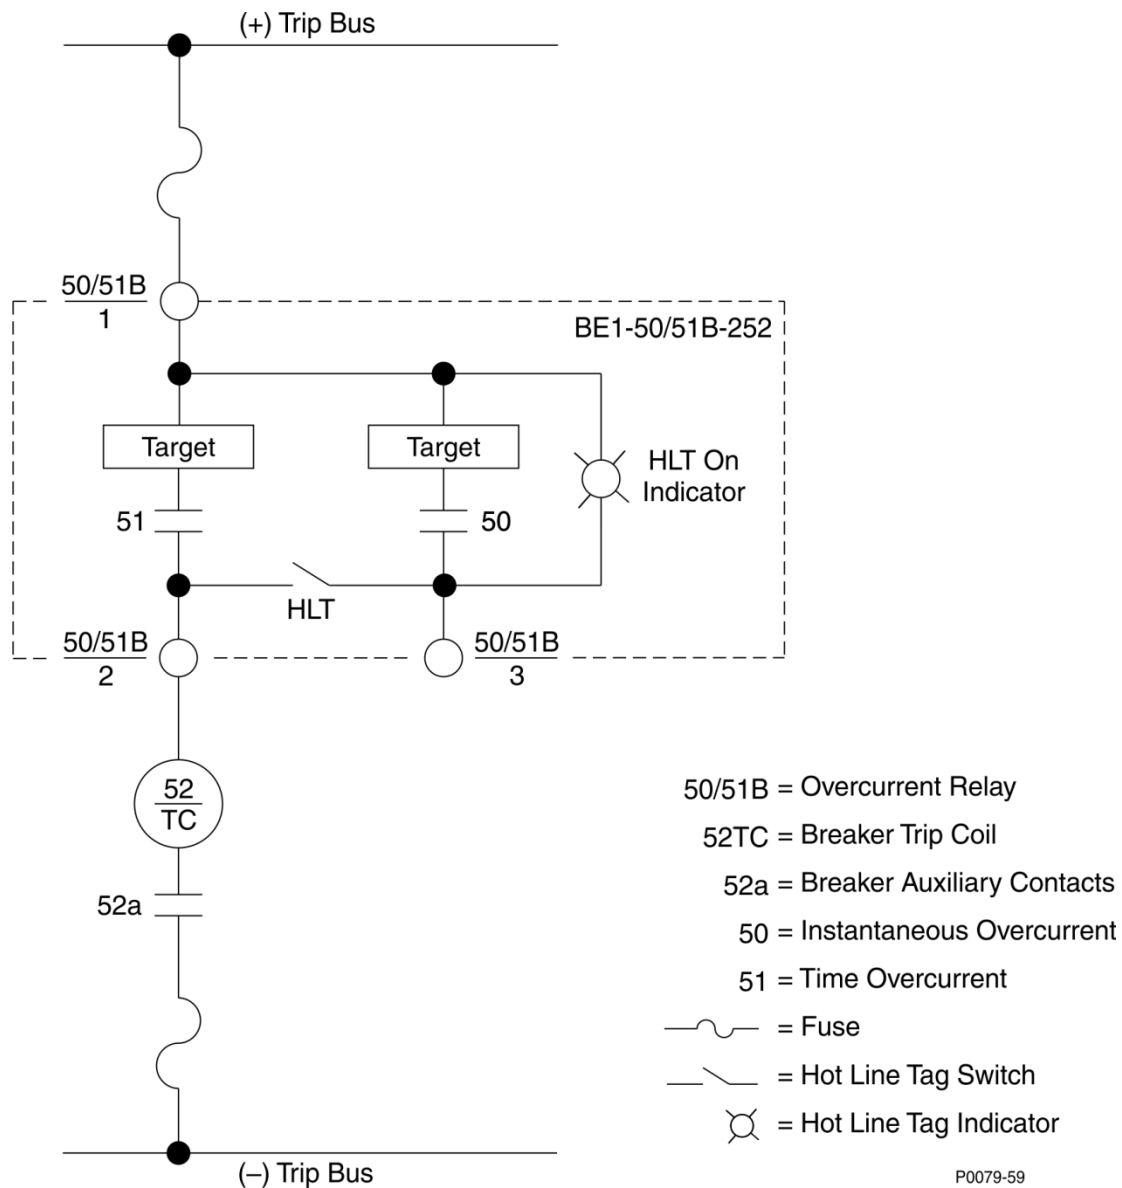 (+) Trip Bus
50/51B
1
BE1-50/51B-252
Target
Target
HLT On
Indicator
51
50
HLT
50/51B
2
50/51B
3
52
TC
52a
50/51B = Overcurrent Relay
52TC = Breaker Trip Coil
52a = Breaker Auxiliary Contacts
50 = Instantaneous Overcurrent
51 = Time Overcurrent
= Fuse
= Hot Line Tag Switch
= Hot Line Tag Indicator
(–) Trip Bus
P0079-59